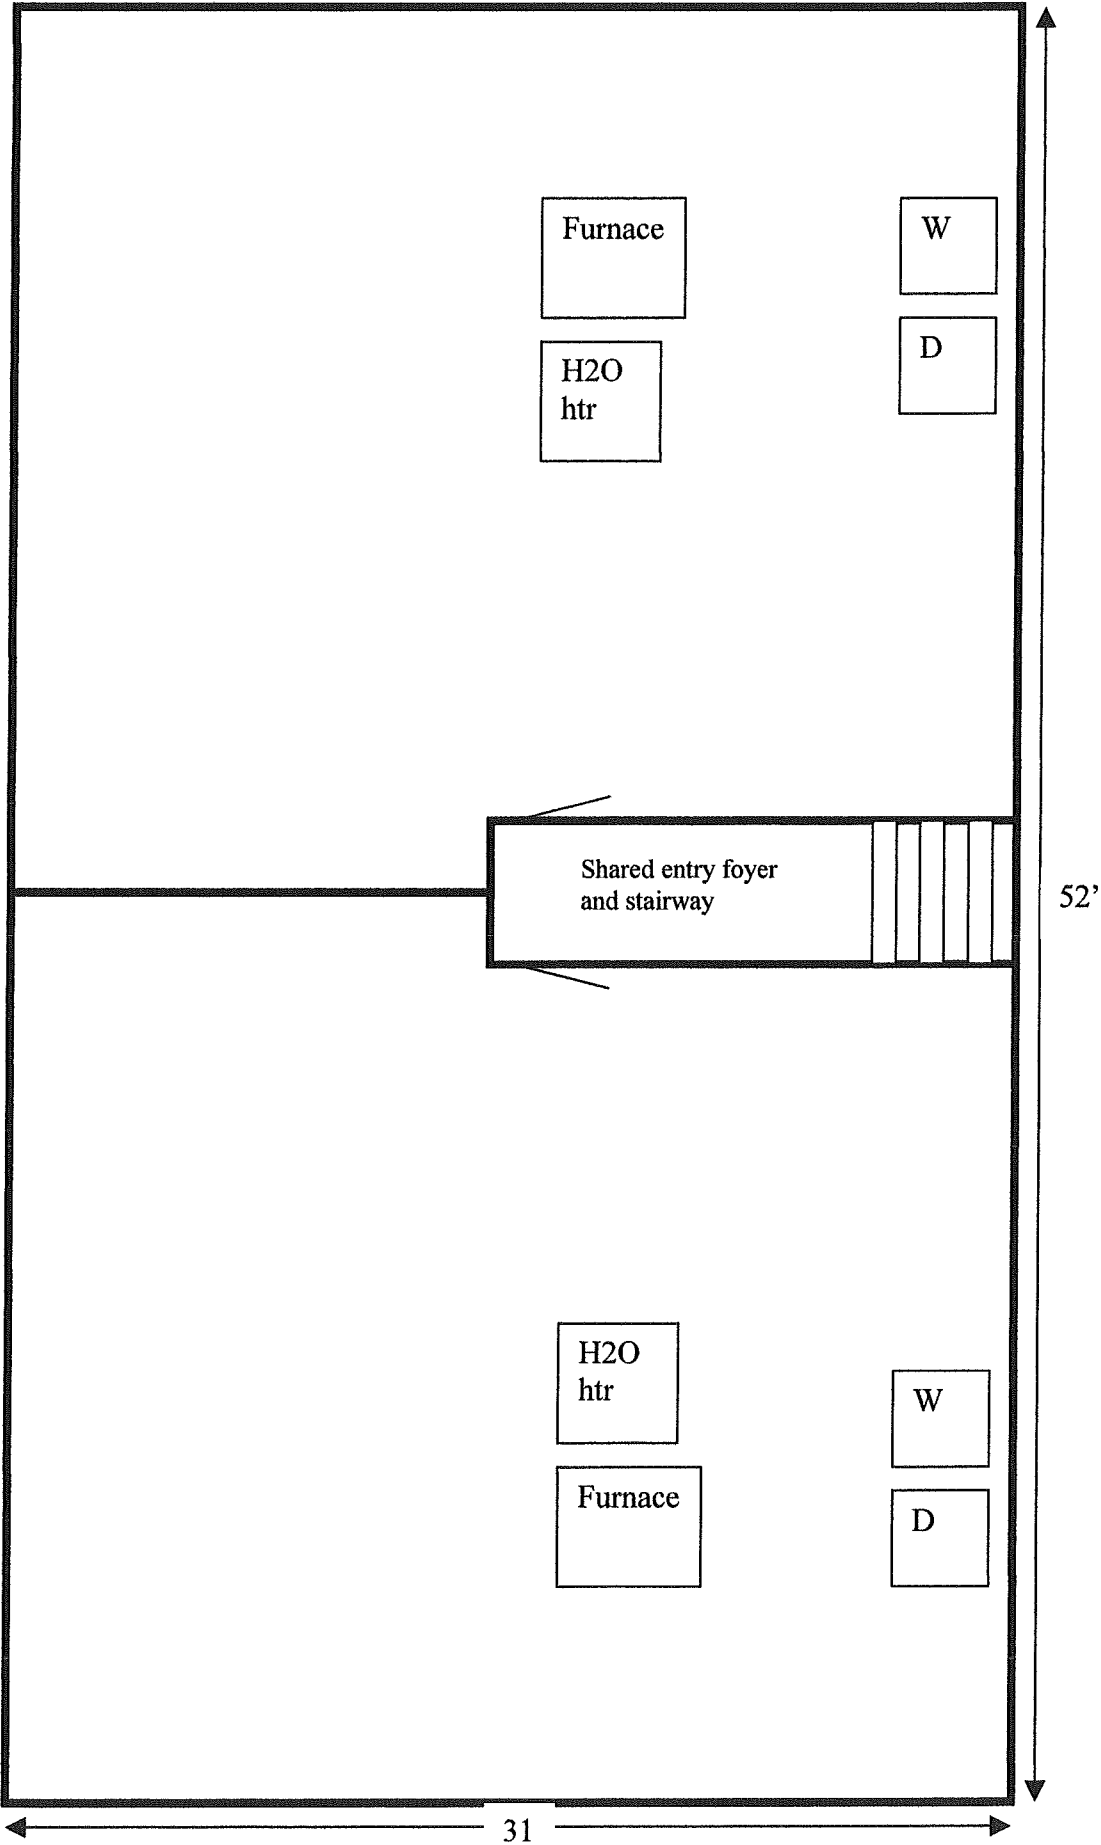 Furnace
W
H2O
htr
D
Shared entry foyer
and stairway
52’
H2O
htr
W
Furnace
D
31